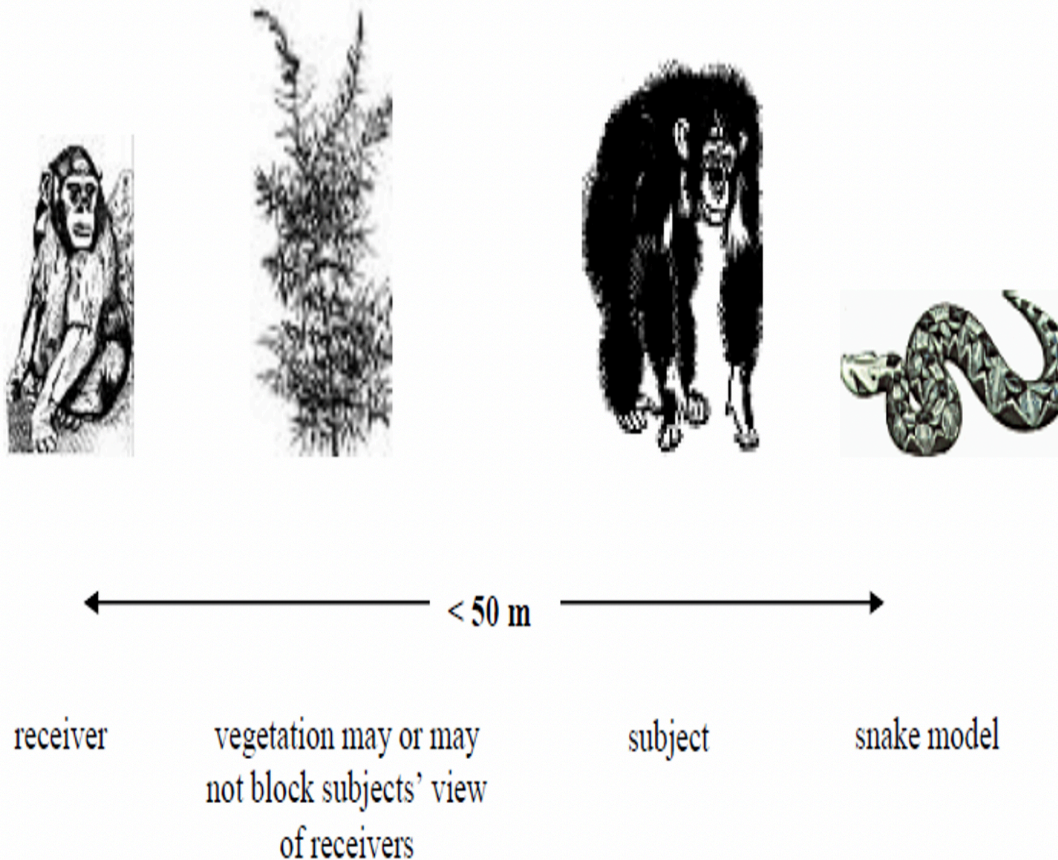 < 50 m
receiver
vegetation may or may
not block subjects’ view
of receivers
subject
snake model